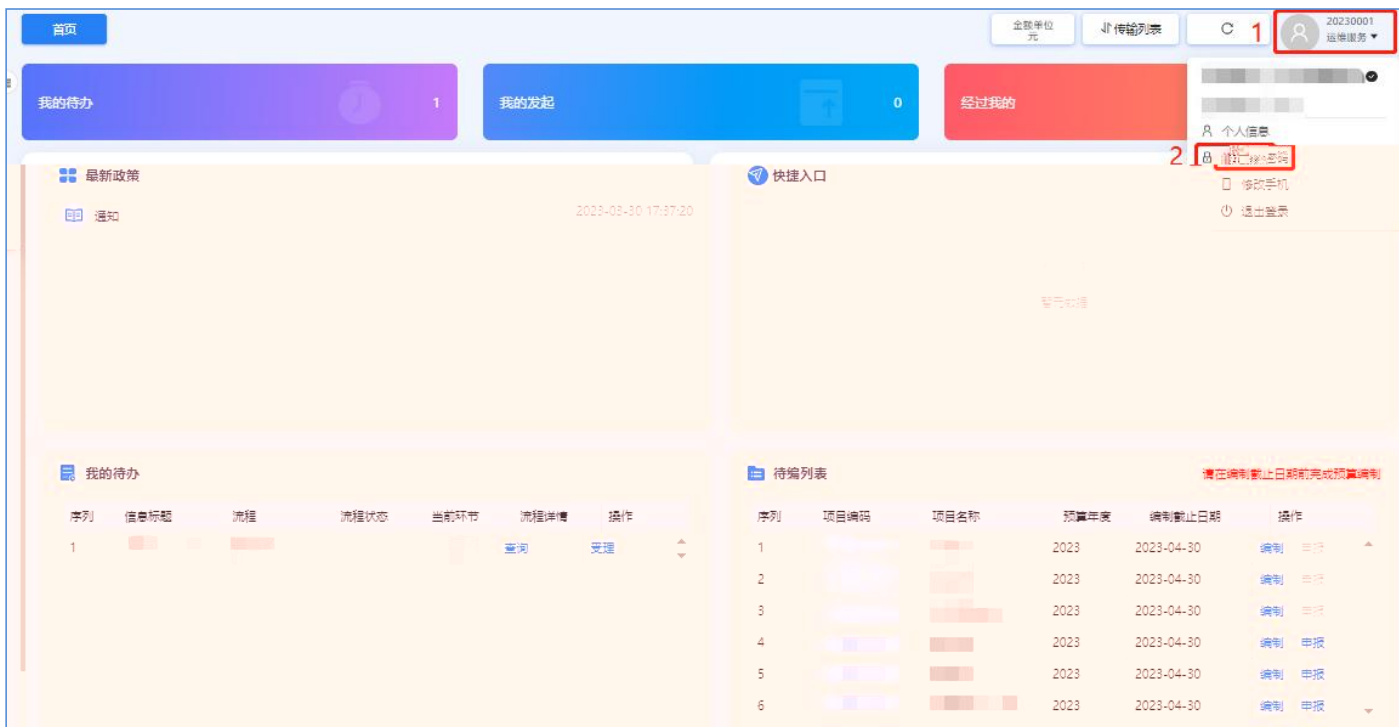 首页
金额单位
元
传输列表
1
20230001
运维服务
我的待办 1
我的发起 0
经过我的
个人信息
2
修改手机
退出登录
最新政策
通知 2023-03-30 17:37:20
快捷入口
暂无数据
我的待办
序列 信息标题 流程 流程状态 当前环节 流程详情 操作
1 查询 受理
待编列表 请在编制截止日期前完成预算编制
序列 项目编码 项目名称 预算年度 编制截止日期 操作
1 2023 2023-04-30 编制 申报
2 2023 2023-04-30 编制 申报
3 2023 2023-04-30 编制 申报
4 2023 2023-04-30 编制 申报
5 2023 2023-04-30 编制 申报
6 2023 2023-04-30 编制 申报